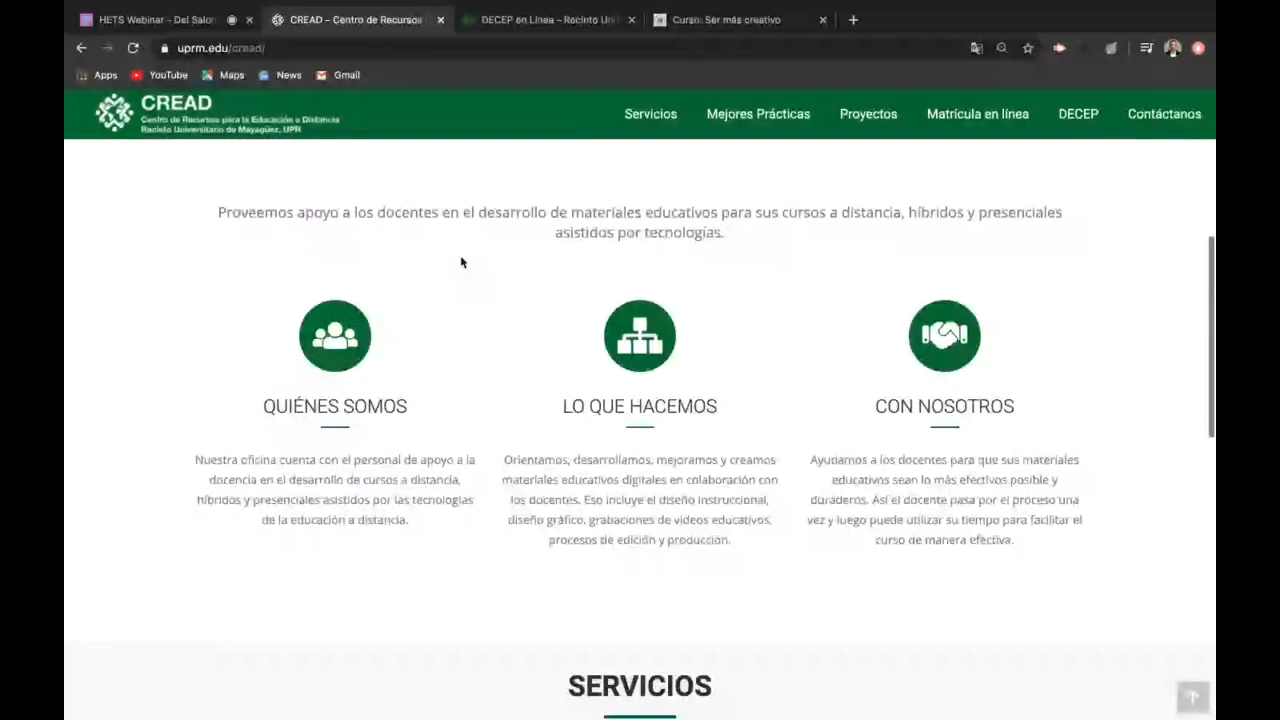 HETS Webinar - Del Salon
CREAD – Centro de Recursos
DECEP en Línea – Recinto Uni
Curso: Ser más creativo
uprm.edu/cread/
Apps
YouTube
Maps
News
Gmail
CREAD
Centro de Recursos para la Educación a Distancia
Recinto Universitario de Mayagüez, UPR
Servicios
Mejores Prácticas
Proyectos
Matrícula en línea
DECEP
Contáctanos
Proveemos apoyo a los docentes en el desarrollo de materiales educativos para sus cursos a distancia, híbridos y presenciales
asistidos por tecnologías.
QUIÉNES SOMOS
Nuestra oficina cuenta con el personal de apoyo a la
docencia en el desarrollo de cursos a distancia,
híbridos y presenciales asistidos por las tecnologías
de la educación a distancia.
LO QUE HACEMOS
Orientamos, desarrollamos, mejoramos y creamos
materiales educativos digitales en colaboración con
los docentes. Eso incluye el diseño instruccional,
diseño gráfico, grabaciones de videos educativos,
procesos de edición y producción.
CON NOSOTROS
Ayudamos a los docentes para que sus materiales
educativos sean lo más efectivos posible y
duraderos. Así el docente pasa por el proceso una
vez y luego puede utilizar su tiempo para facilitar el
curso de manera efectiva.
SERVICIOS